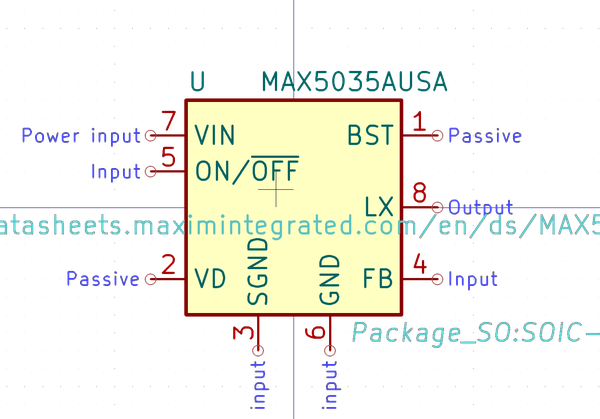 U MAX5035AUSA
Power input 7 VIN BST 1 Passive
Input 5 ON/OFF
LX 8 Output
atasheets.maximintegrated.com/en/ds/MAX5
Passive 2 VD SGND GND FB 4 Input
3 6 Package_SO:SOIC-
input input